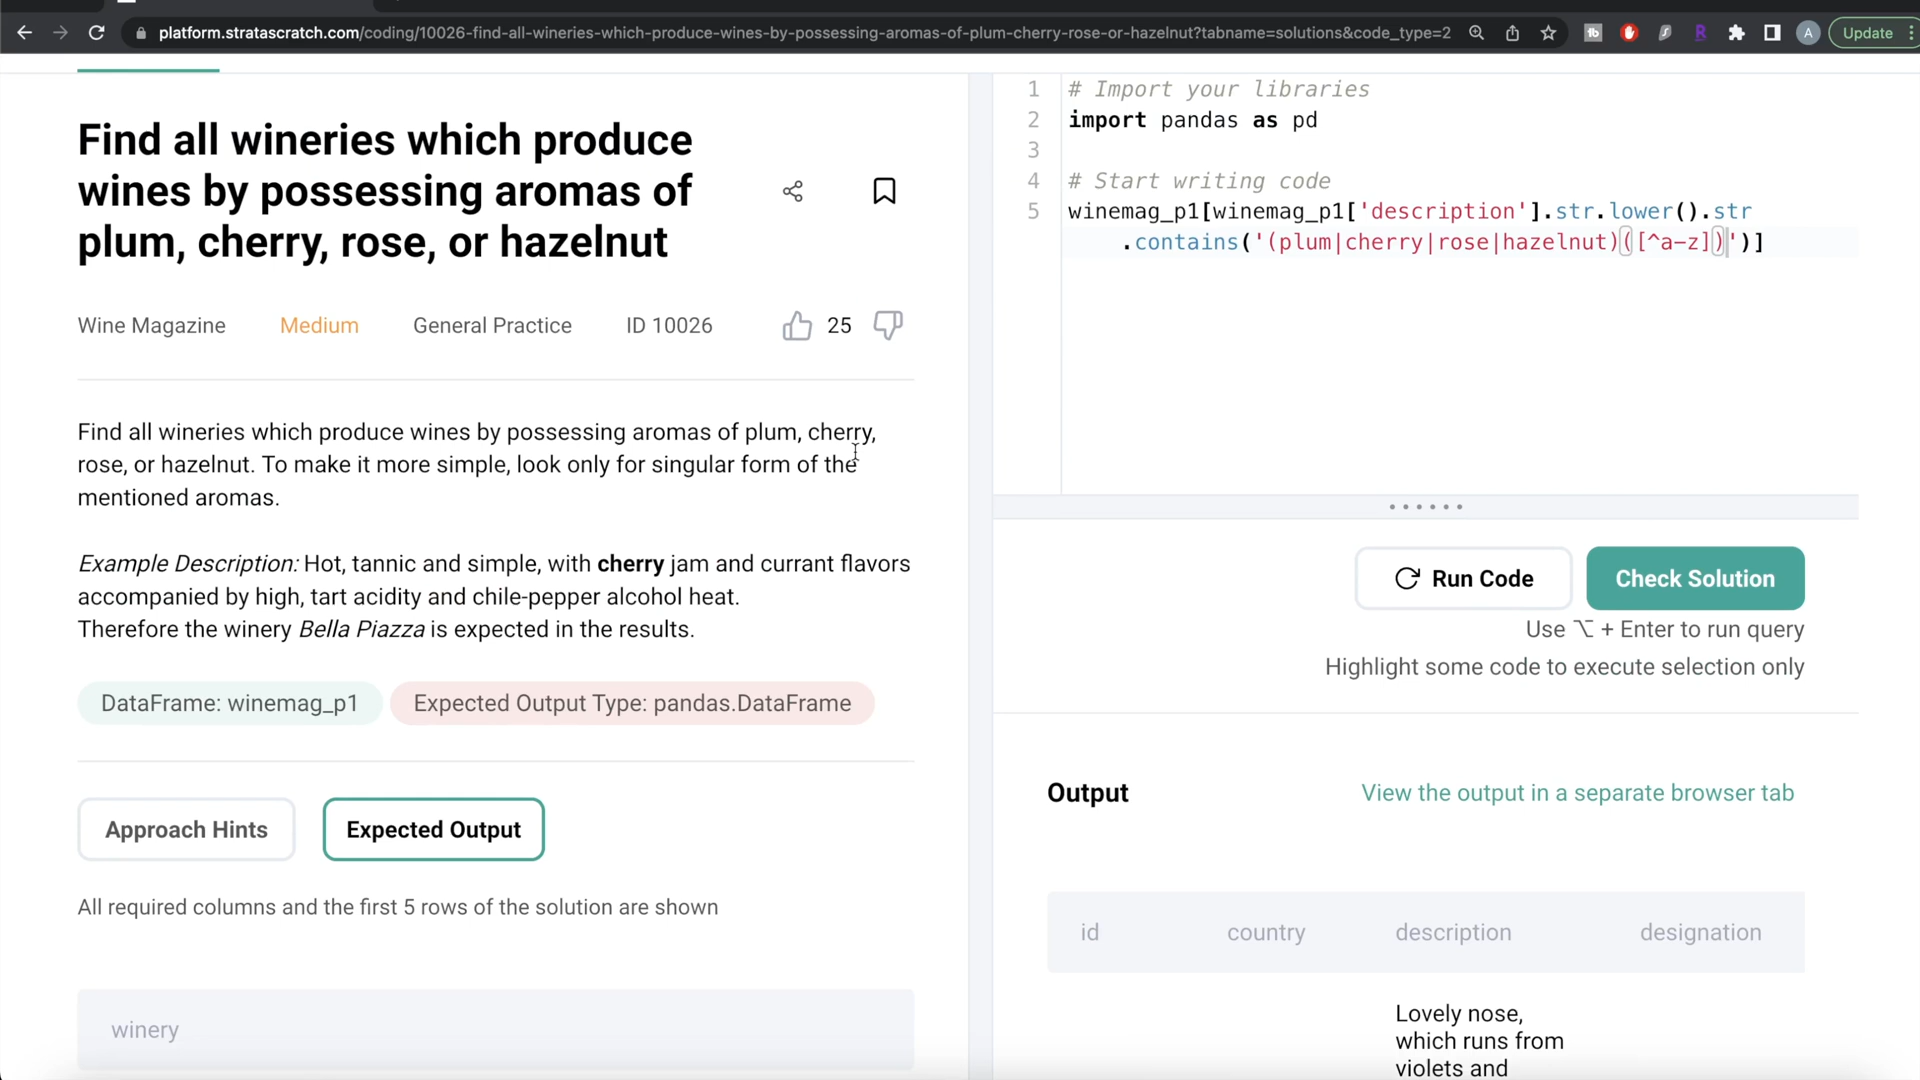 platform.stratascratch.com/coding/10026-find-all-wineries-which-produce-wines-by-possessing-aromas-of-plum-cherry-rose-or-hazelnut?tabname=solutions&code_type=2
A
Update
Find all wineries which produce
wines by possessing aromas of
plum, cherry, rose, or hazelnut
Wine Magazine Medium General Practice ID 10026 25
Find all wineries which produce wines by possessing aromas of plum, cherry,
rose, or hazelnut. To make it more simple, look only for singular form of the
mentioned aromas.
Example Description: Hot, tannic and simple, with cherry jam and currant flavors
accompanied by high, tart acidity and chile-pepper alcohol heat.
Therefore the winery Bella Piazza is expected in the results.
DataFrame: winemag_p1 Expected Output Type: pandas.DataFrame
Approach Hints Expected Output
All required columns and the first 5 rows of the solution are shown
winery
1 # Import your libraries
2 import pandas as pd
3
4 # Start writing code
5 winemag_p1[winemag_p1['description'].str.lower().str
.contains('(plum|cherry|rose|hazelnut)([^a-z])')]
Run Code Check Solution
Use ⌥ + Enter to run query
Highlight some code to execute selection only
Output View the output in a separate browser tab
id country description designation
Lovely nose,
which runs from
violets and